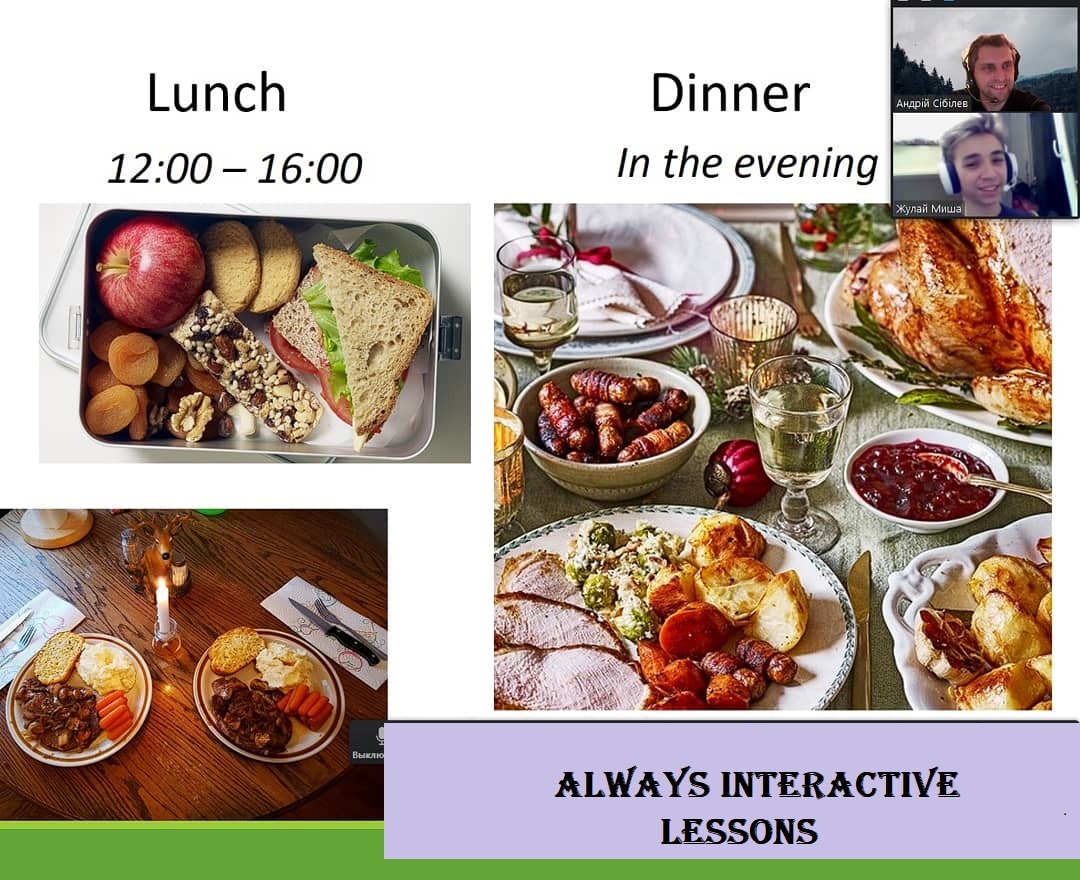 Lunch
12:00 – 16:00
Dinner
In the evening
Андрій Сібілев
Жулай Миша
ALWAYS INTERACTIVE
LESSONS